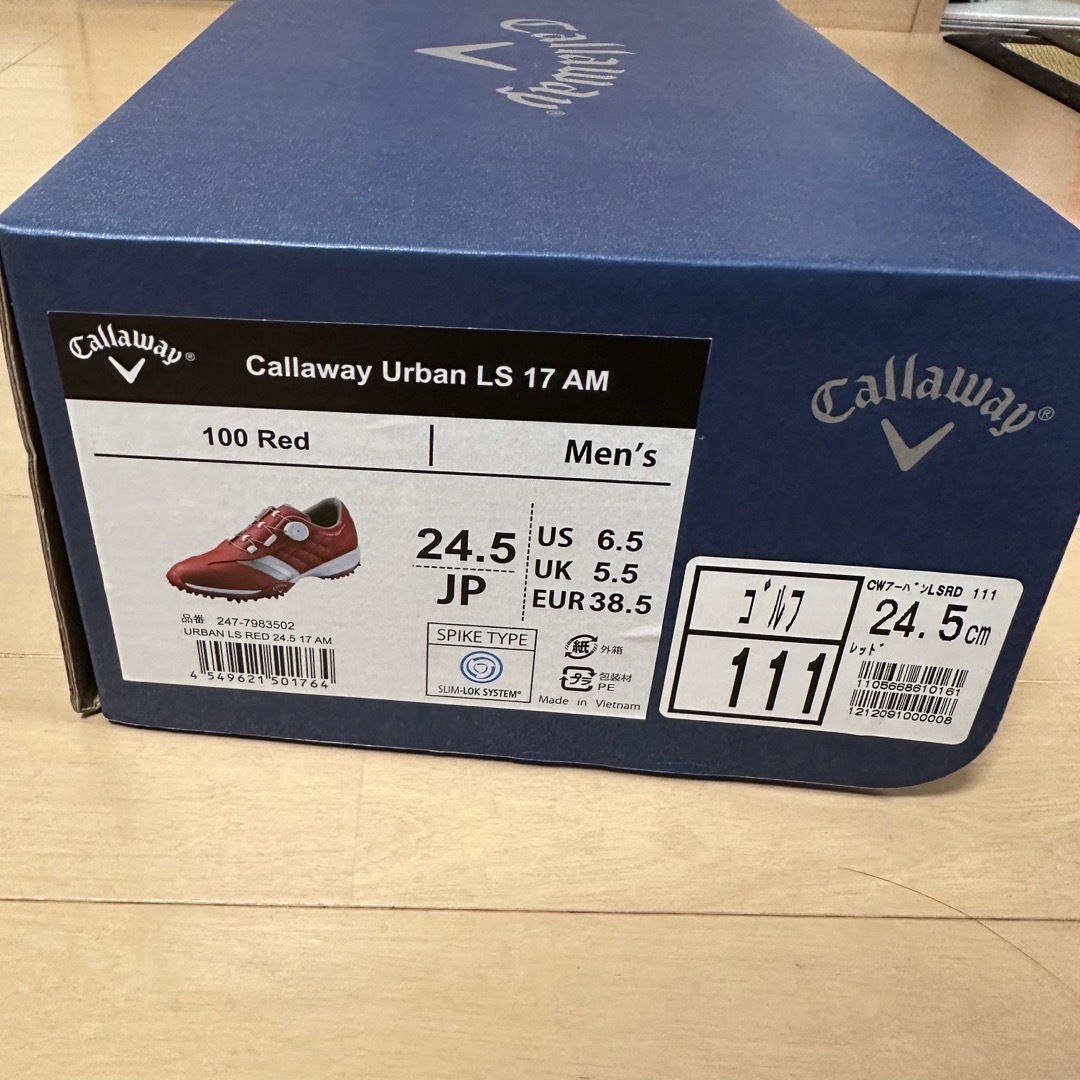 Callaway®
Callaway®
Callaway Urban LS 17 AM
100 Red
Men's
24.5
JP
US 6.5
UK 5.5
EUR 38.5
品番 247-7983502
URBAN LS RED 24.5 17 AM
4 549621 501764
SPIKE TYPE
SLIM-LOK SYSTEM®
紙 外箱
プラ 包装材
PE
Made in Vietnam
Callaway®
ゴルフ
111
CWアーバンLSRD 111
24.5cm
レッド
1105668610161
1212091000008